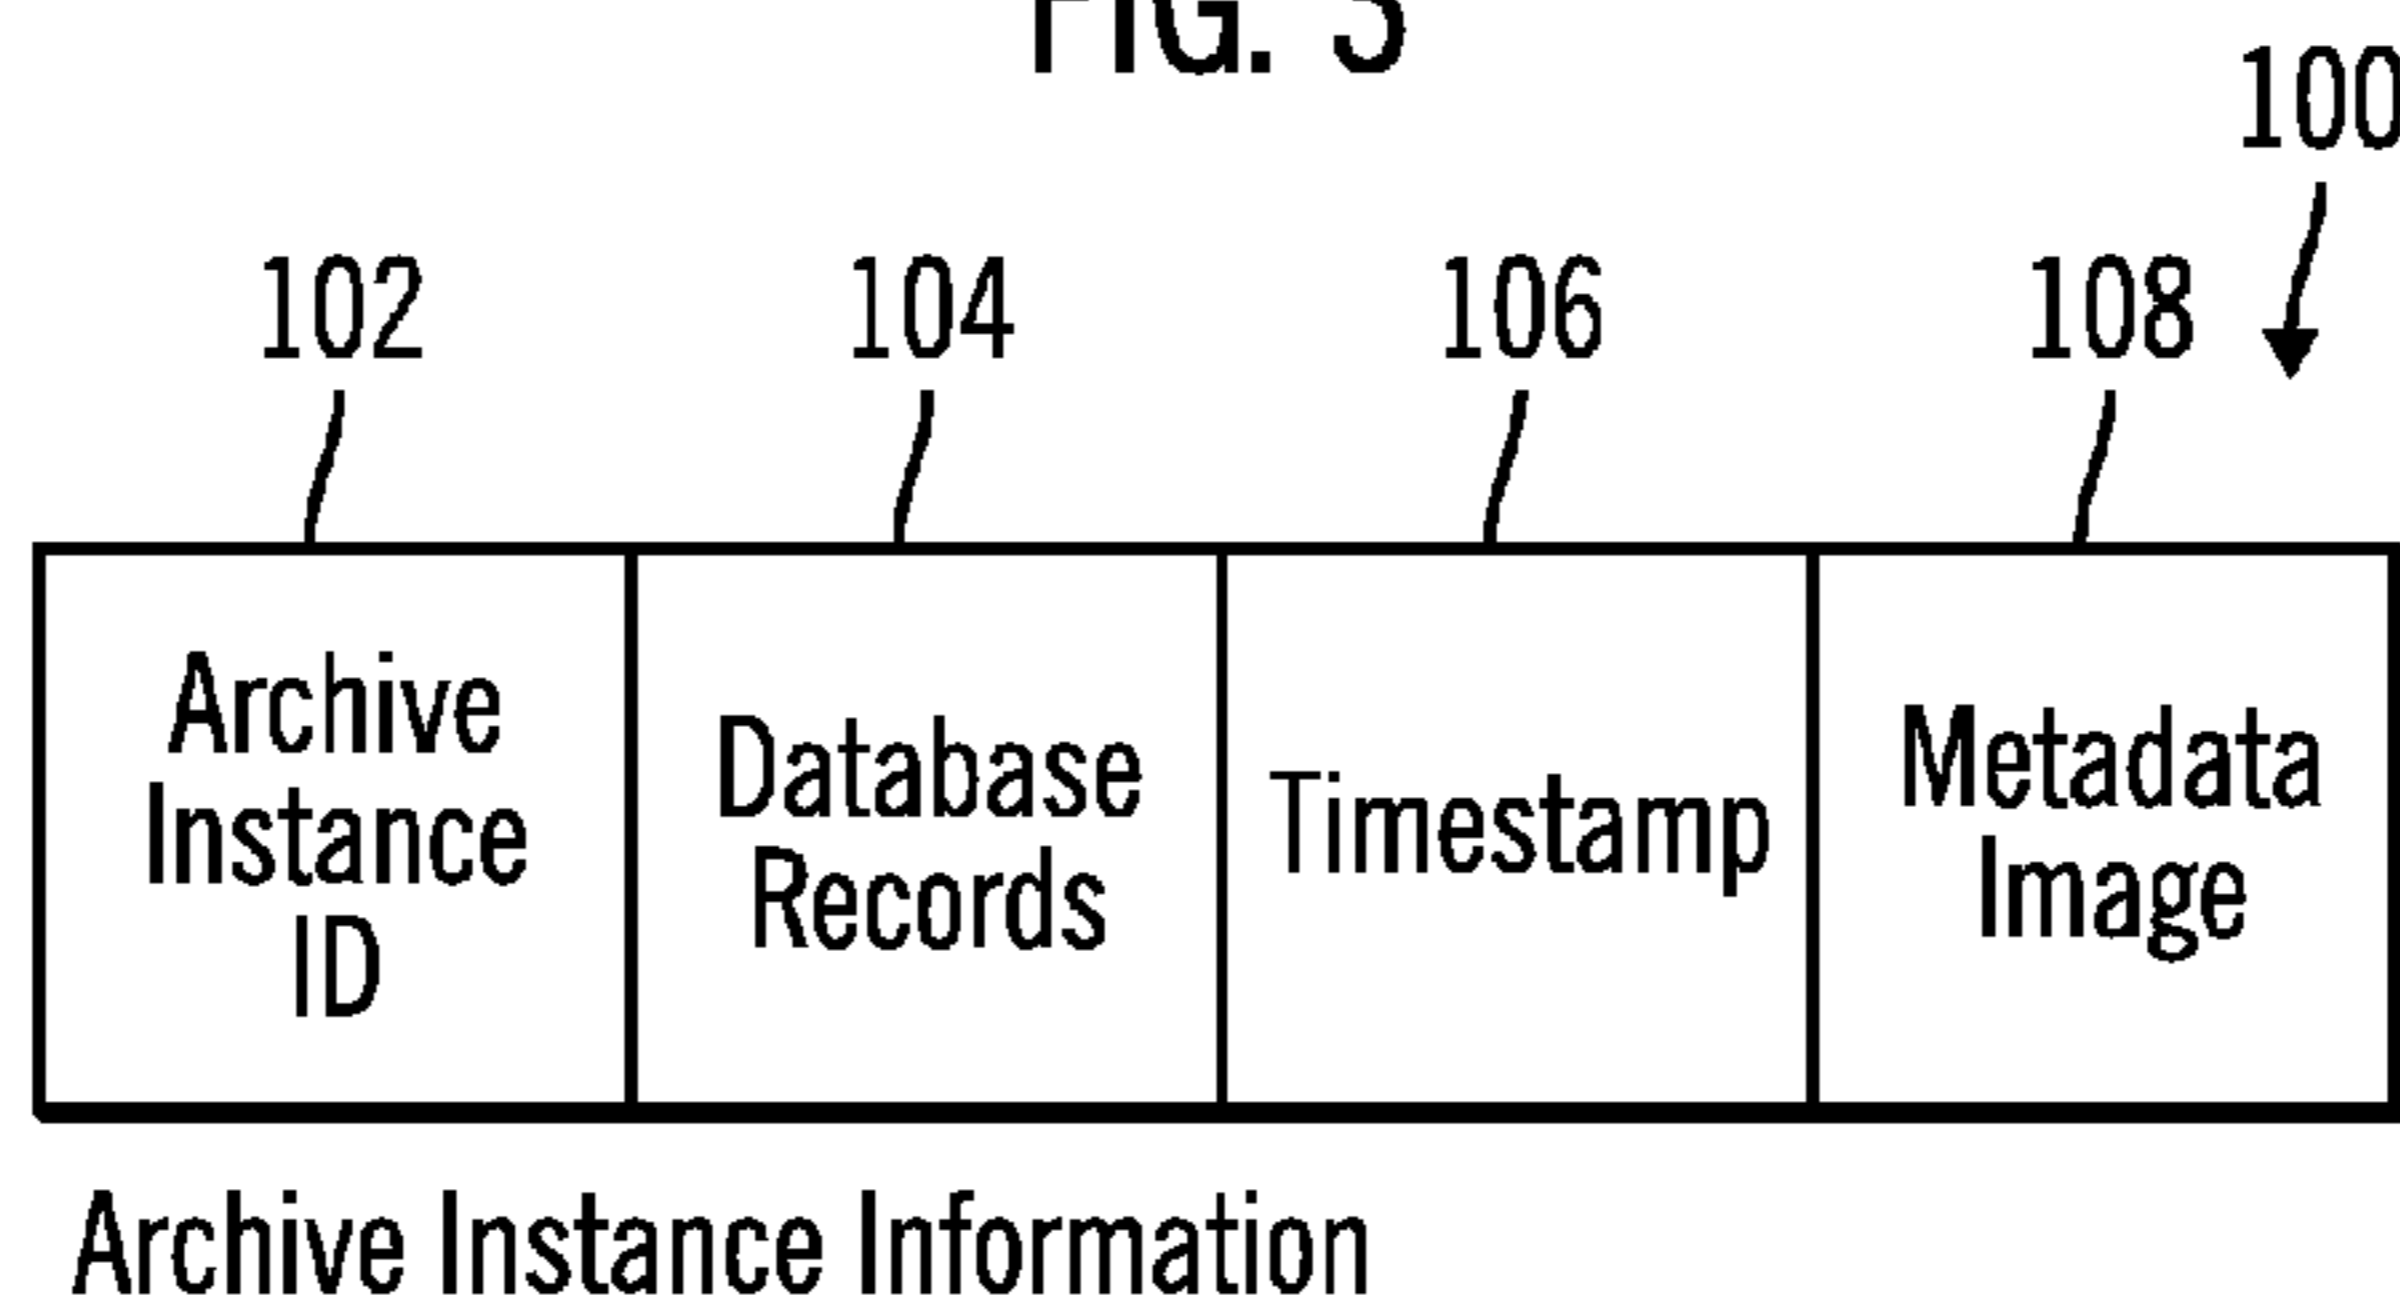 FIG. 3
100
102 104 106 108
Archive Instance ID
Database Records
Timestamp
Metadata Image
Archive Instance Information